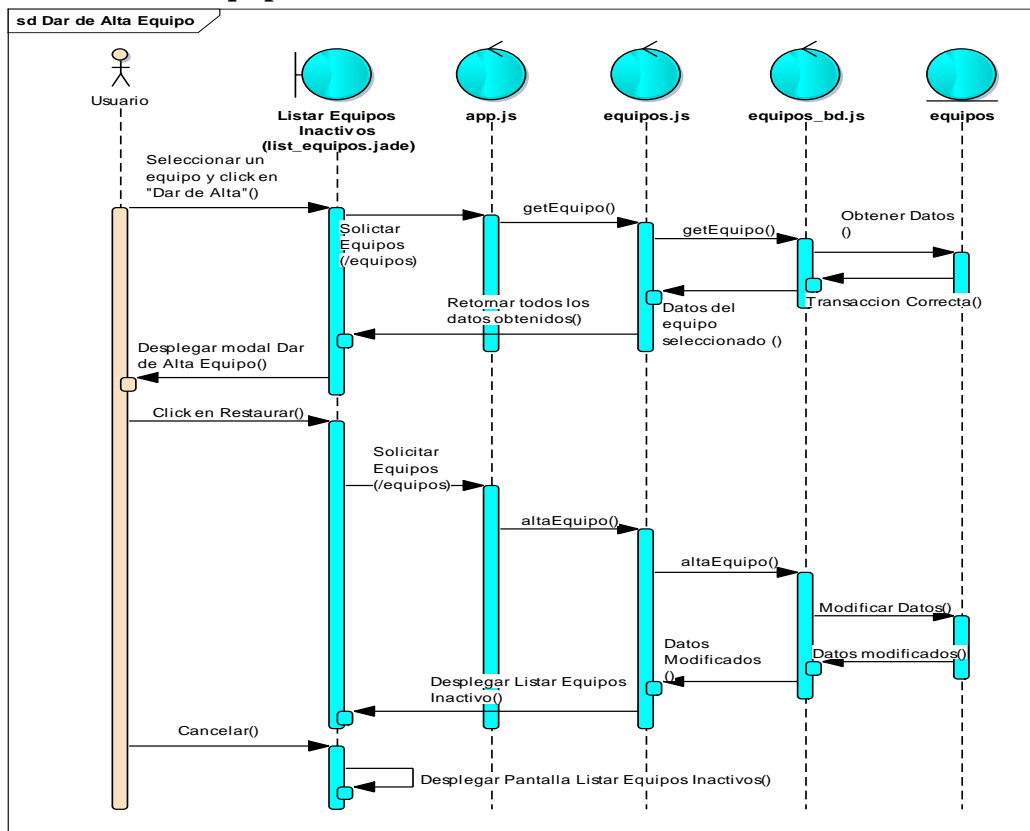 sd Dar de Alta Equipo
Usuario
Listar Equipos
Inactivos
(list_equipos.jade)
app.js
equipos.js
equipos_bd.js
equipos
Seleccionar un
equipo y click en
"Dar de Alta"()
Solictar
Equipos
(/equipos)
getEquipo()
getEquipo()
Obtener Datos
()
Transaccion Correcta()
Datos del
equipo
seleccionado ()
Retornar todos los
datos obtenidos()
Desplegar modal Dar
de Alta Equipo()
Click en Restaurar()
Solicitar
Equipos
(/equipos)
altaEquipo()
altaEquipo()
Modificar Datos()
Datos modificados()
Datos
Modificados
()
Desplegar Listar Equipos
Inactivo()
Cancelar()
Desplegar Pantalla Listar Equipos Inactivos()